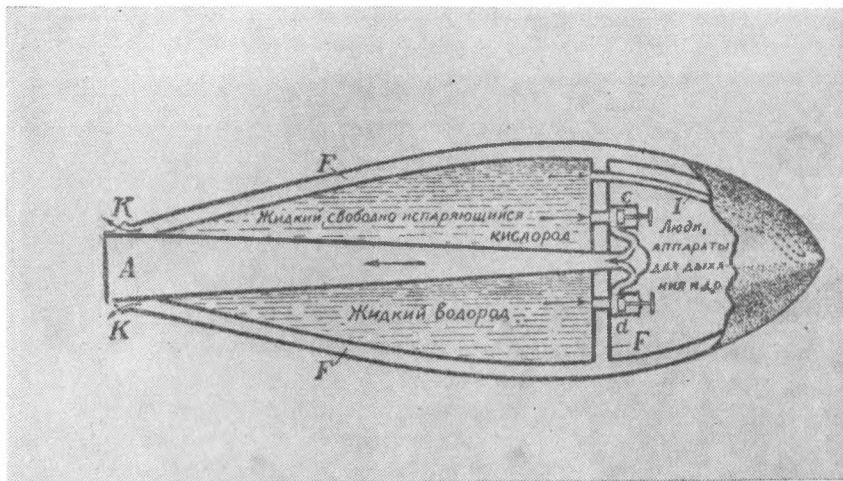 F
K
Жидкий, свободно испаряющийся
кислород
c
I
Люди,
аппараты
для дыха-
ния и др.
A
K
Жидкий водород
d
F
F